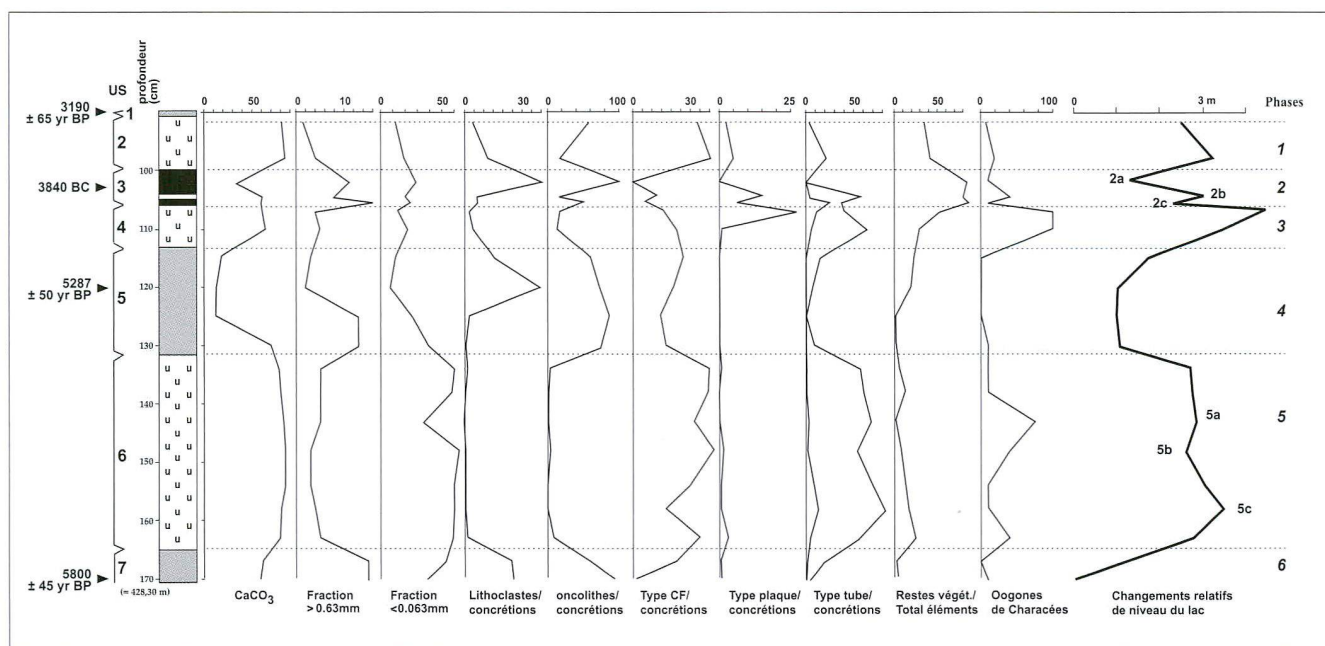 US
profondeur
(cm)
3190
± 65 yr BP
3840 BC
5287
± 50 yr BP
5800
± 45 yr BP
1
2
3
4
5
6
7
100
110
120
130
140
150
160
170
(= 428,30 m)
u u u u u u u u
u u u u u
u u u u u u u u u u u u u u u u u u u u u u u u u
0 50
0 10
0 50
0 30
0 100
0 30
0 25
0 50
0 50
0 100
0 3 m
Phases
1
2
3
4
5
6
2a
2b
2c
5a
5b
5c
CaCO3
Fraction
> 0.63mm
Fraction
<0.063mm
Lithoclastes/
concrétions
oncolithes/
concrétions
Type CF/
concrétions
Type plaque/
concrétions
Type tube/
concrétions
Restes végét./
Total éléments
Oogones
de Characées
Changements relatifs
de niveau du lac